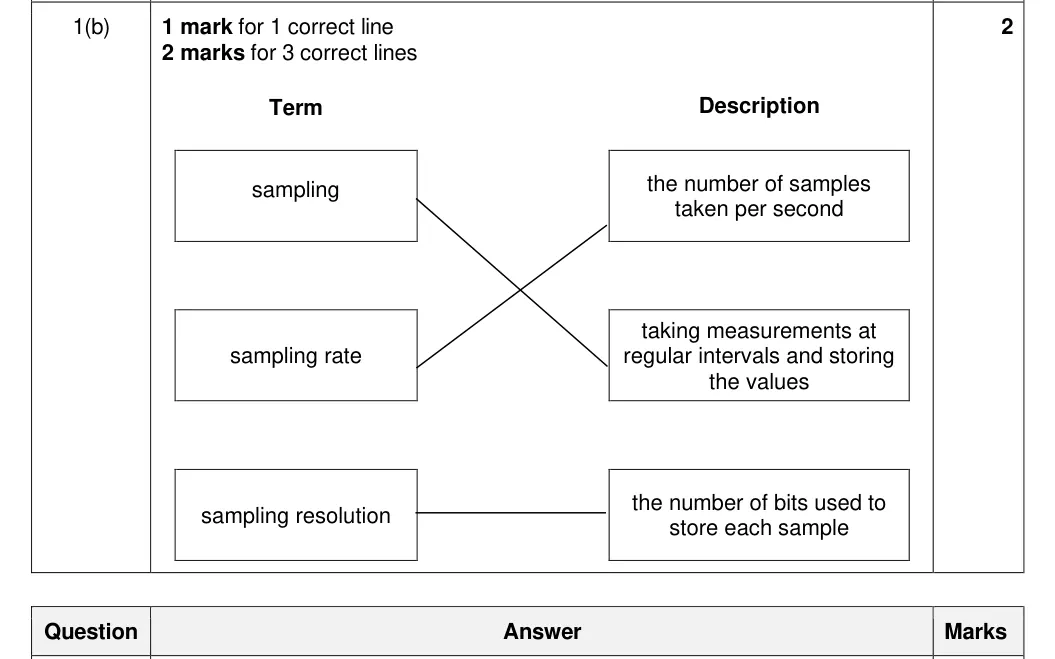 1(b)
1 mark for 1 correct line
2 marks for 3 correct lines
2
Term
Description
sampling
the number of samples
taken per second
sampling rate
taking measurements at
regular intervals and storing
the values
sampling resolution
the number of bits used to
store each sample
Question
Answer
Marks